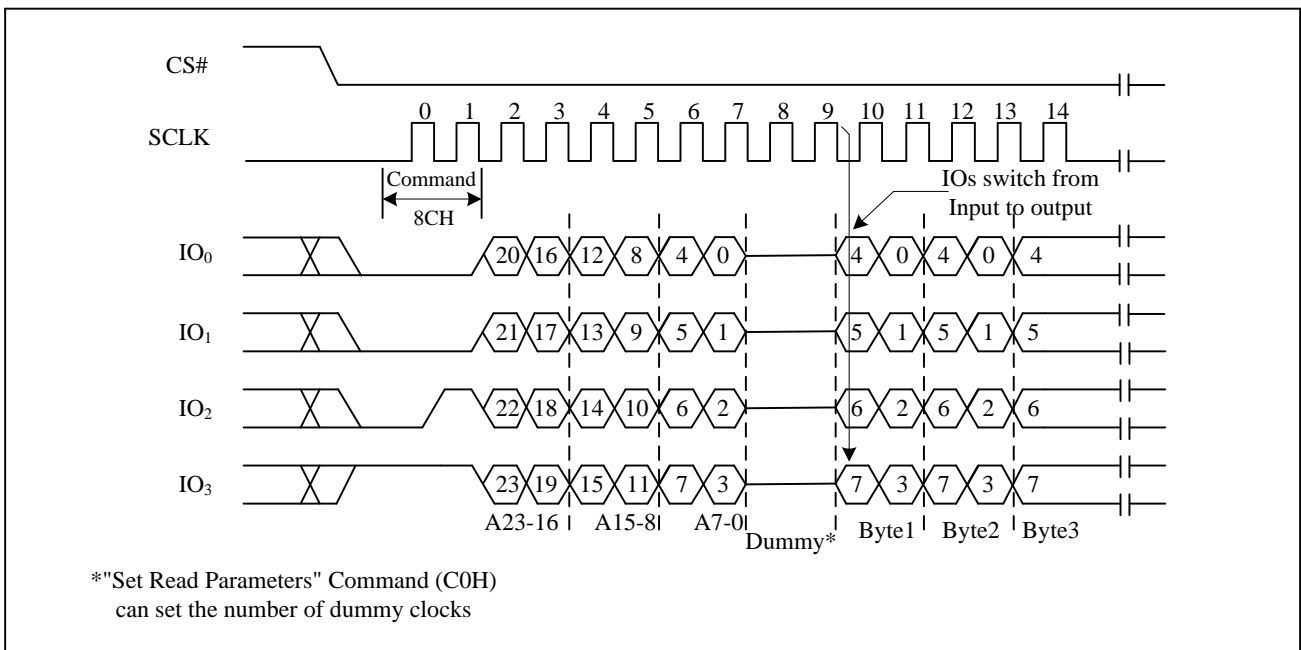 CS#
0 1 2 3 4 5 6 7 8 9 10 11 12 13 14
SCLK
Command
8CH
IOs switch from
Input to output
IO₀ 20 16 12 8 4 0 4 0 4 0 4
IO₁ 21 17 13 9 5 1 5 1 5 1 5
IO₂ 22 18 14 10 6 2 6 2 6 2 6
IO₃ 23 19 15 11 7 3 7 3 7 3 7
A23-16 A15-8 A7-0 Dummy* Byte1 Byte2 Byte3
*"Set Read Parameters" Command (C0H)
can set the number of dummy clocks